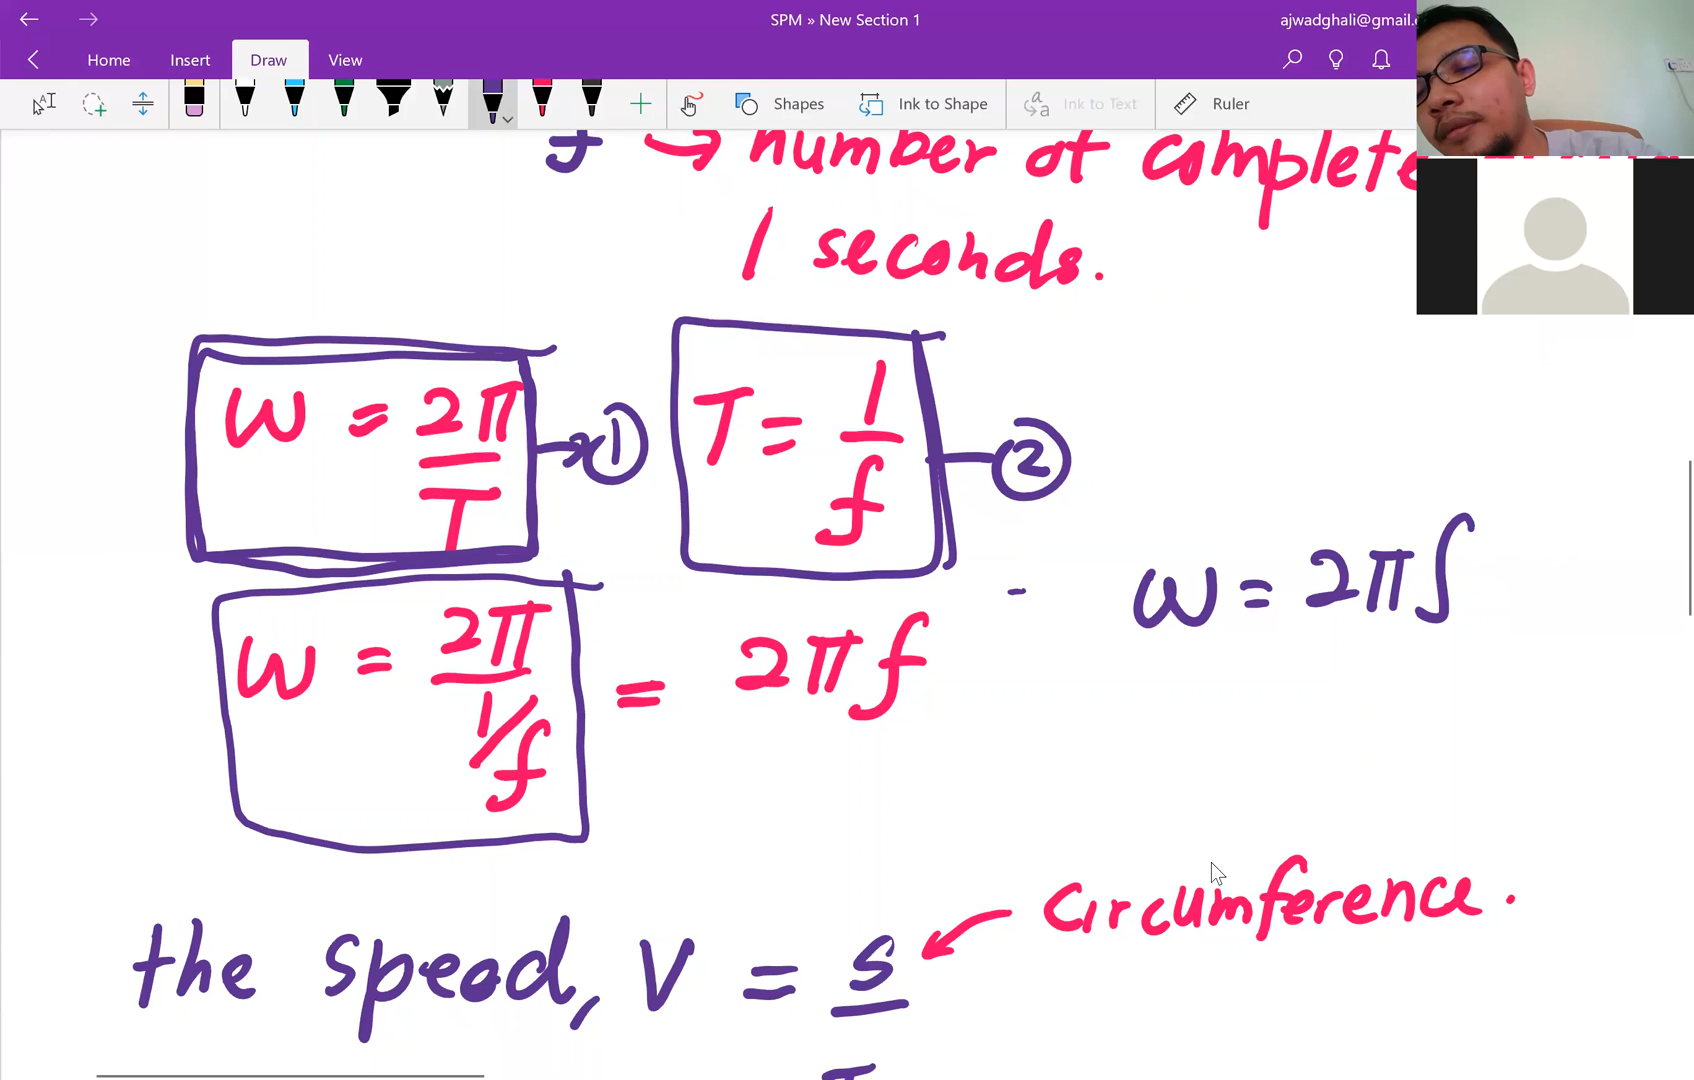 SPM » New Section 1
ajwadghali@gmail.c
Home Insert Draw View
Shapes Ink to Shape Ink to Text Ruler
f → number of complete
1 seconds.
ω = 2π/T → ①
T = 1/f — ②
- ω = 2πf
ω = 2π/1/f = 2πf
circumference.
the speed, V = s/T